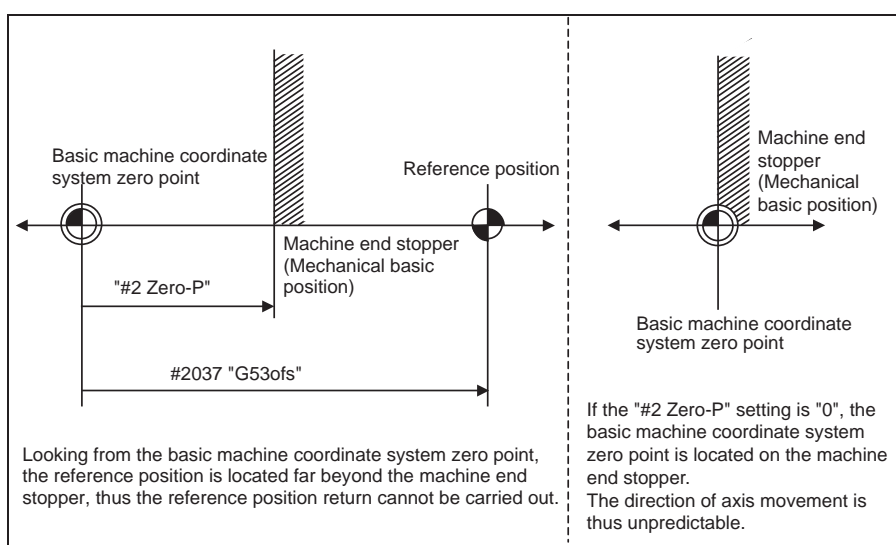 Basic machine coordinate
system zero point
Reference position
Machine end stopper
(Mechanical basic
position)
"#2 Zero-P"
#2037 "G53ofs"
Looking from the basic machine coordinate system zero point,
the reference position is located far beyond the machine end
stopper, thus the reference position return cannot be carried out.
Machine end
stopper
(Mechanical
basic position)
Basic machine coordinate
system zero point
If the "#2 Zero-P" setting is "0", the
basic machine coordinate system
zero point is located on the machine
end stopper.
The direction of axis movement is
thus unpredictable.